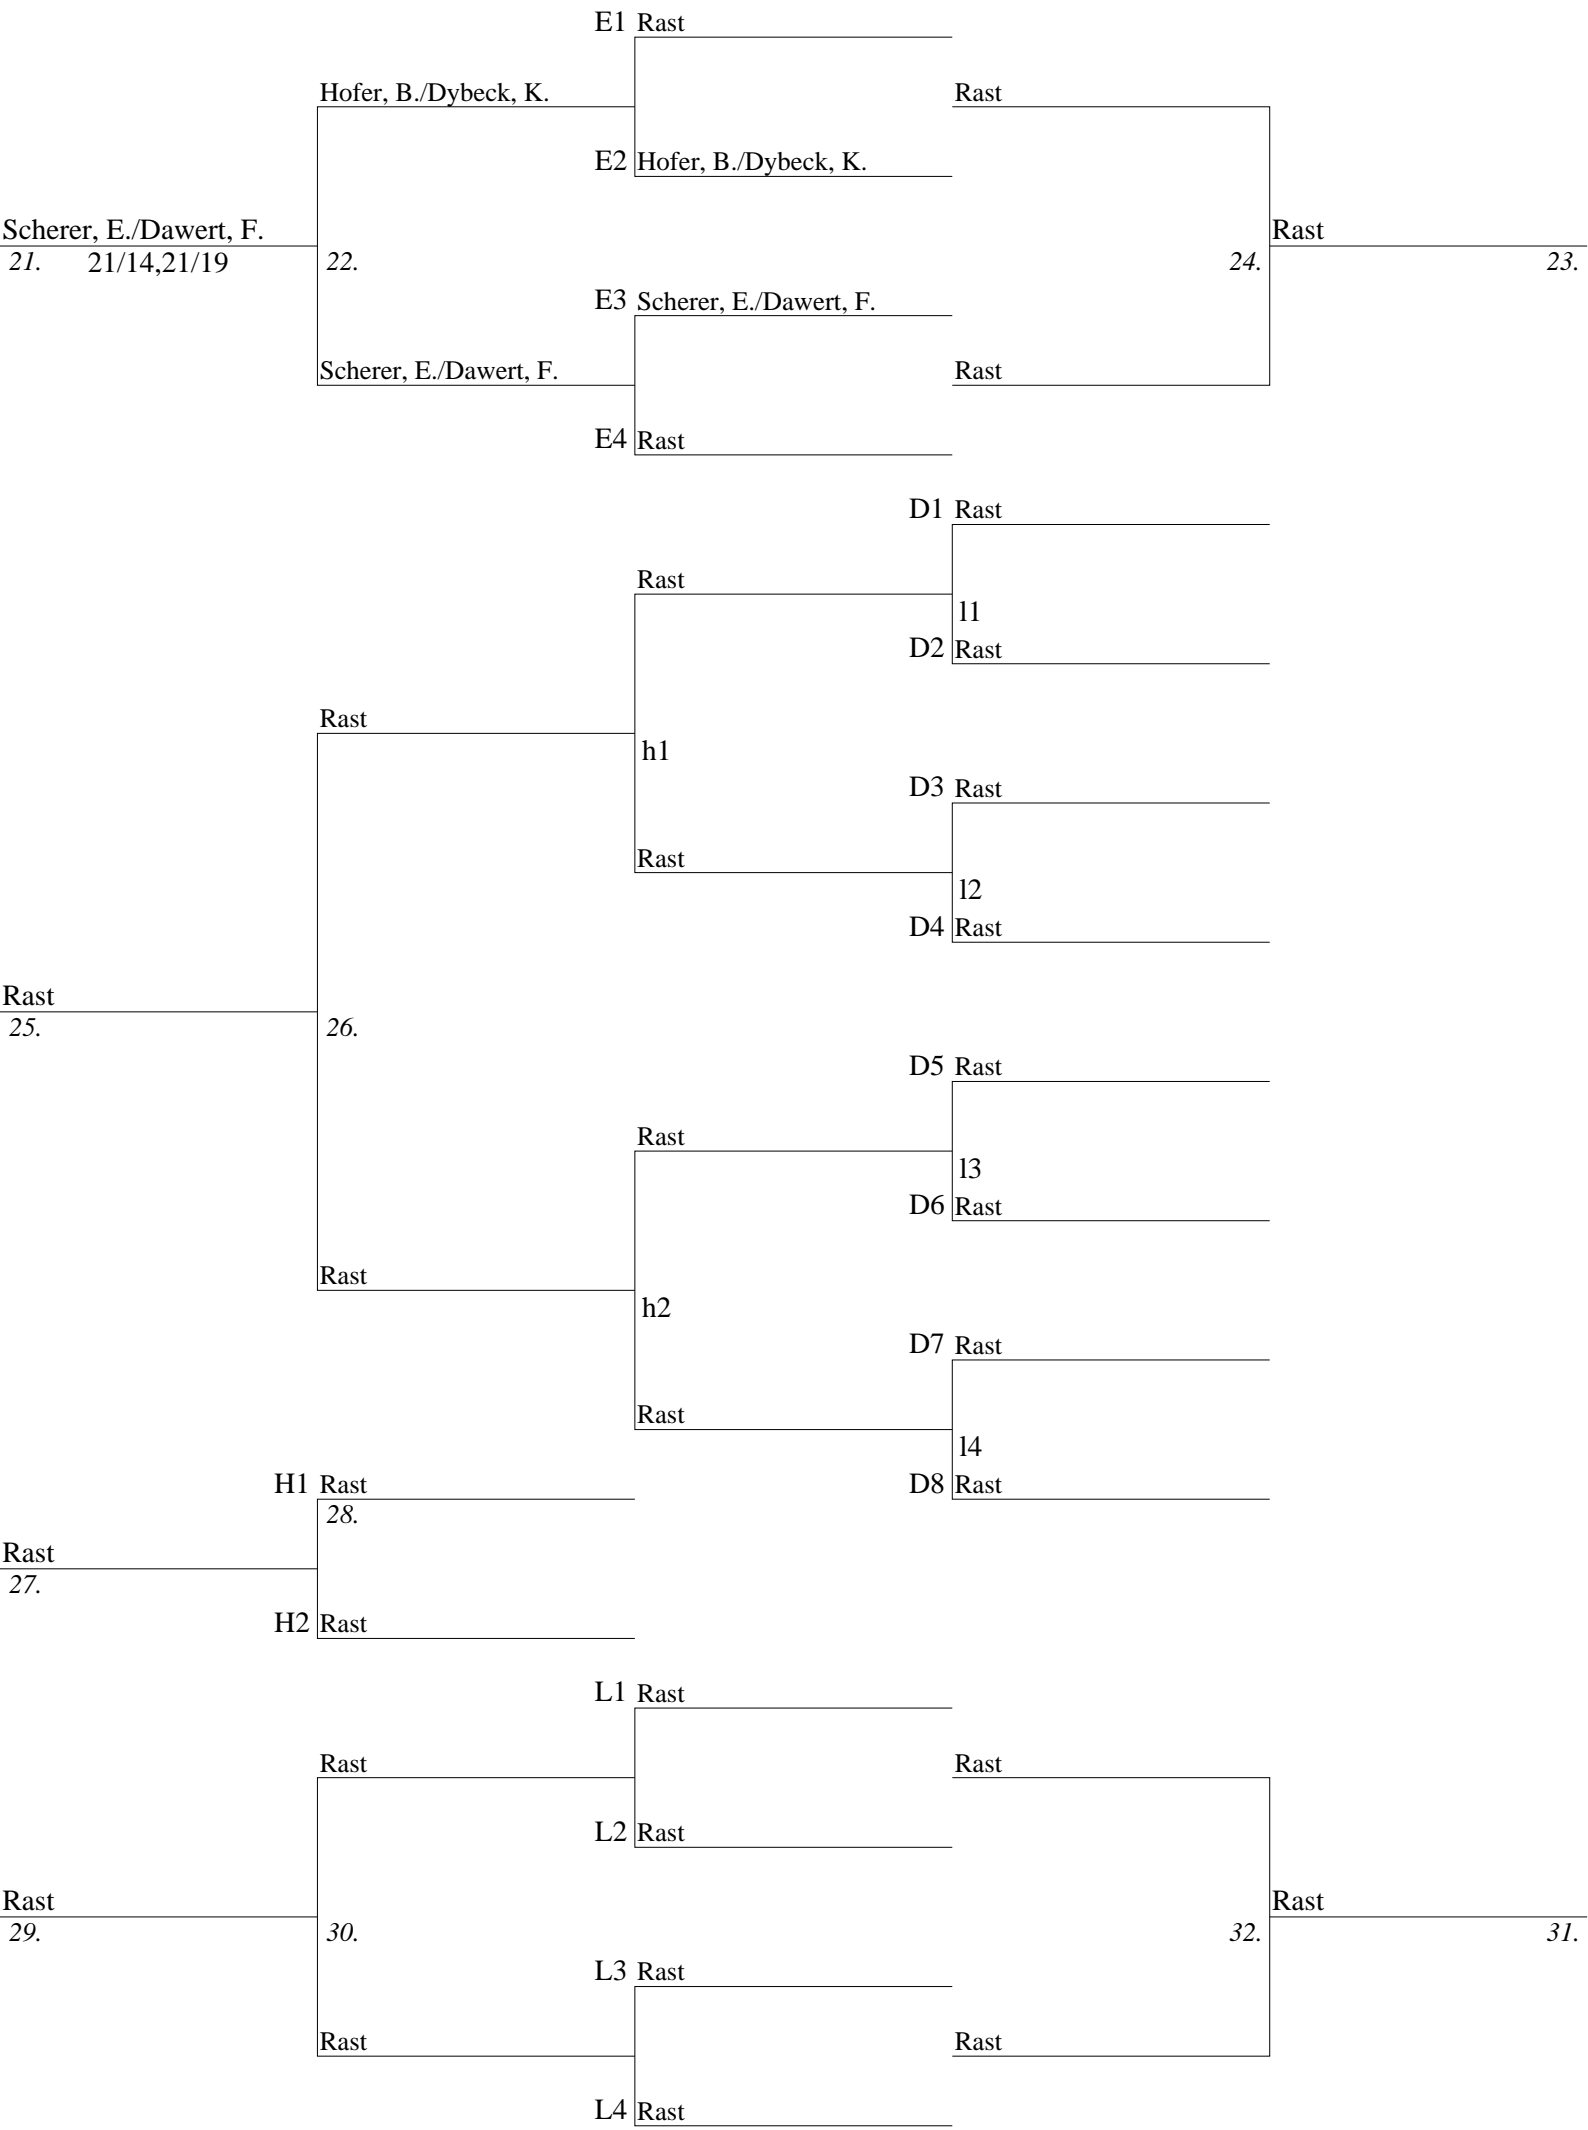 E1 Rast
Hofer, B./Dybeck, K.
Rast
E2 Hofer, B./Dybeck, K.
Scherer, E./Dawert, F.
Rast
21. 21/14,21/19
22.
24.
23.
E3 Scherer, E./Dawert, F.
Scherer, E./Dawert, F.
Rast
E4 Rast
D1 Rast
Rast
l1
D2 Rast
Rast
h1
D3 Rast
Rast
l2
D4 Rast
Rast
25.
26.
D5 Rast
Rast
l3
D6 Rast
Rast
h2
D7 Rast
Rast
l4
H1 Rast
D8 Rast
28.
Rast
27.
H2 Rast
L1 Rast
Rast
Rast
L2 Rast
Rast
Rast
29.
30.
32.
31.
L3 Rast
Rast
Rast
L4 Rast